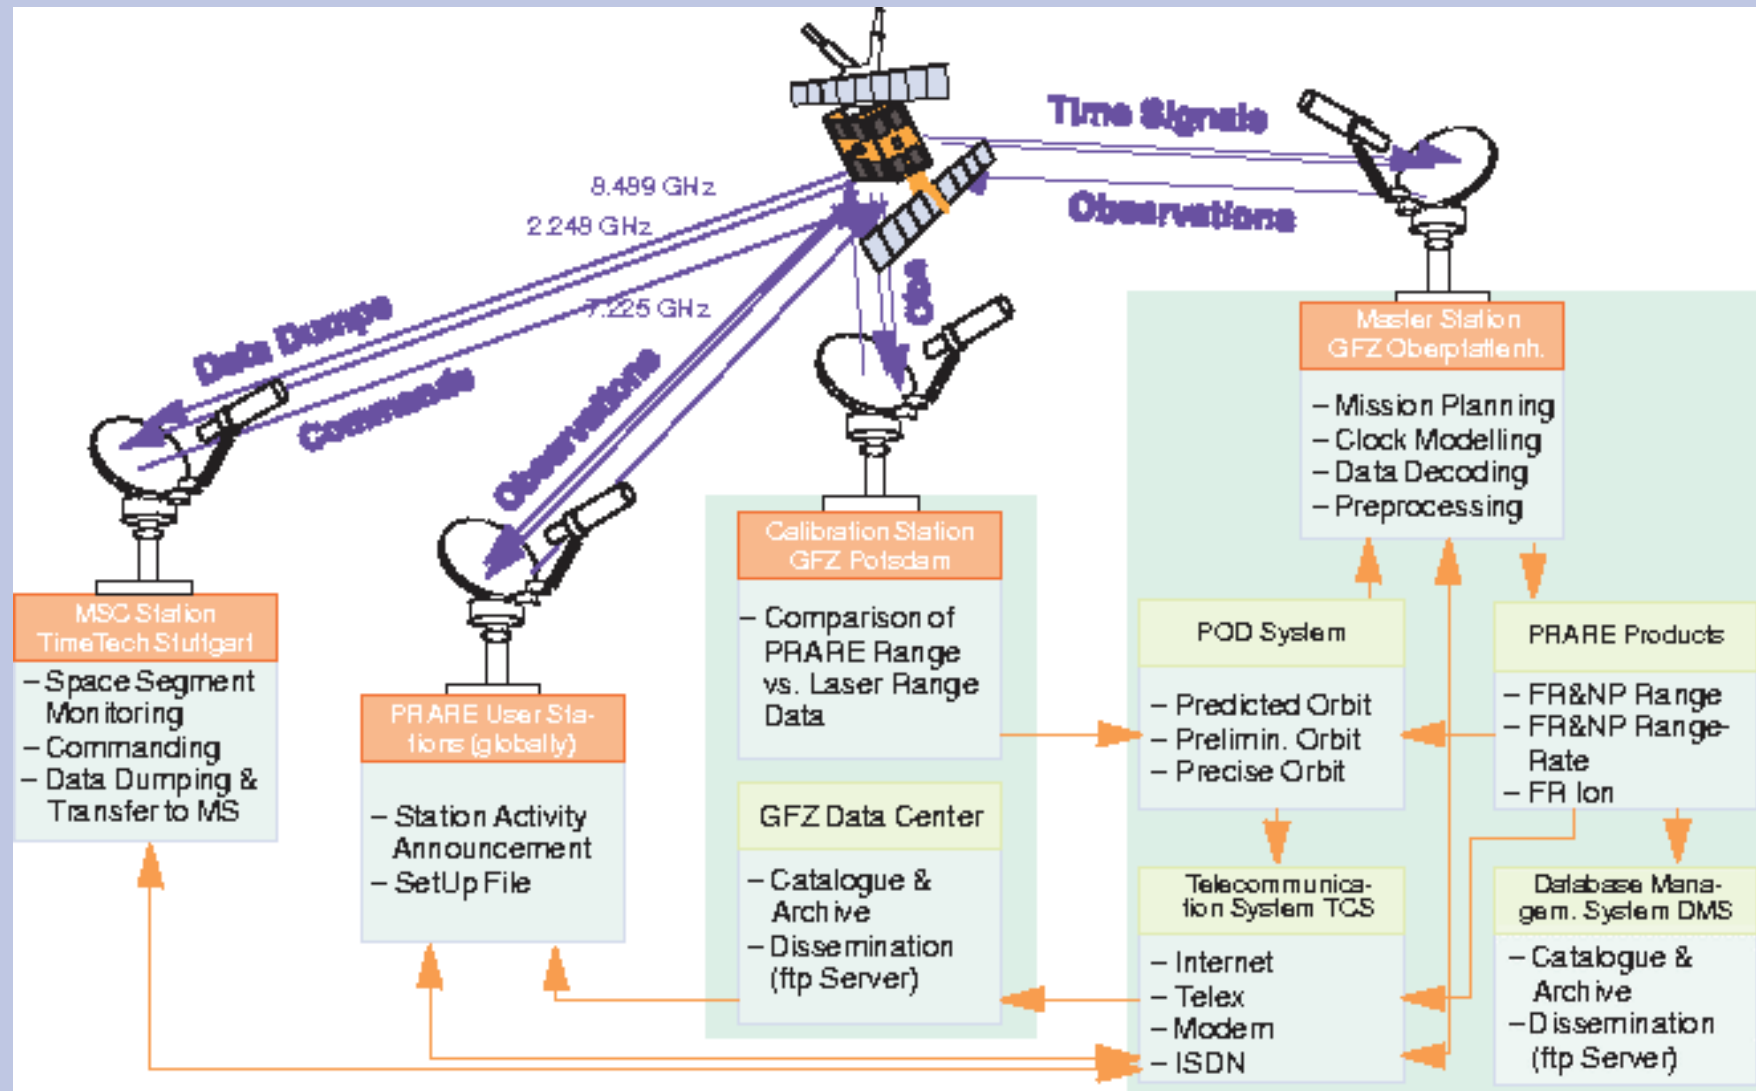 Time Signals
8.489 GHz
Observations
2.248 GHz
Cal
7.225 GHz
Data Dumps
Commands
Observations
Master Station
GFZ Oberpfaffenh.
– Mission Planning
– Clock Modelling
– Data Decoding
– Preprocessing
Calibration Station
GFZ Potsdam
– Comparison of
PRARE Range
vs. Laser Range
Data
MSC Station
TimeTech Stuttgart
– Space Segment
Monitoring
– Commanding
– Data Dumping &
Transfer to MS
PRARE User Sta-
tions (globally)
– Station Activity
Announcement
– SetUp File
GFZ Data Center
– Catalogue &
Archive
– Dissemination
(ftp Server)
POD System
– Predicted Orbit
– Prelimin. Orbit
– Precise Orbit
PRARE Products
– FR&NP Range
– FR&NP Range-
Rate
– FR Ion
Telecommunica-
tion System TCS
– Internet
– Telex
– Modem
– ISDN
Database Mana-
gem. System DMS
– Catalogue &
Archive
– Dissemination
(ftp Server)